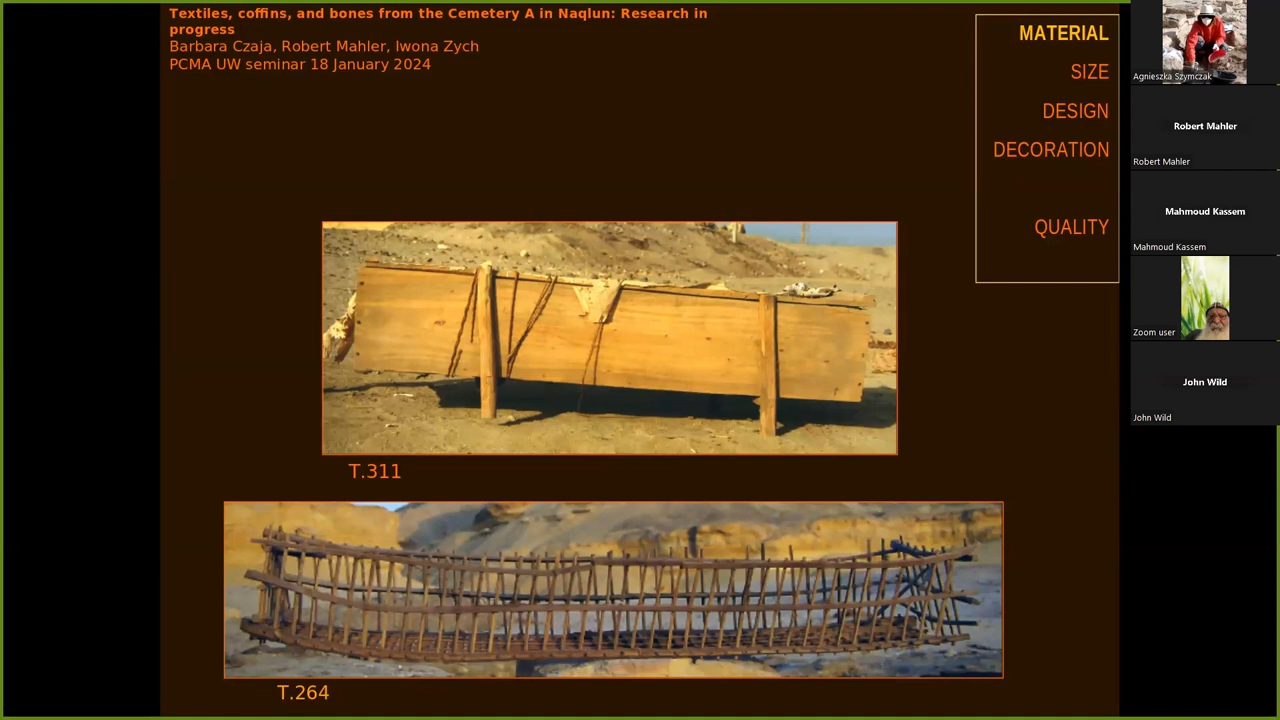 Textiles, coffins, and bones from the Cemetery A in Naqlun: Research in
progress
Barbara Czaja, Robert Mahler, Iwona Zych
PCMA UW seminar 18 January 2024
MATERIAL
SIZE
DESIGN
DECORATION
QUALITY
T.311
T.264
Agnieszka Szymczak
Robert Mahler
Robert Mahler
Mahmoud Kassem
Mahmoud Kassem
Zoom user
John Wild
John Wild